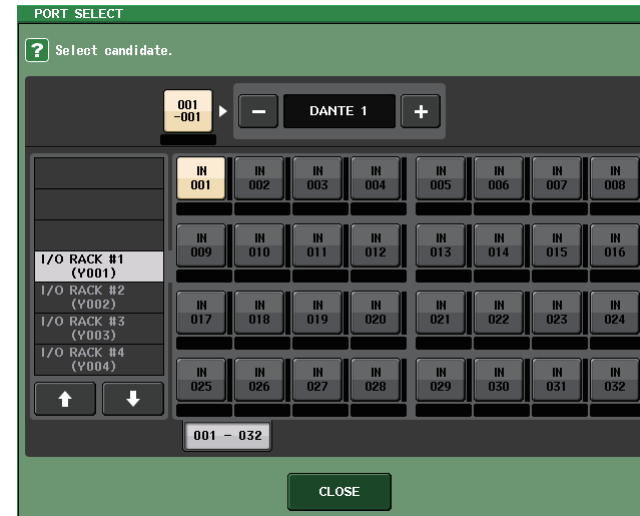 PORT SELECT
? Select candidate.
001
-001
− DANTE 1 +
IN IN IN IN IN IN IN IN
001 002 003 004 005 006 007 008
IN IN IN IN IN IN IN IN
009 010 011 012 013 014 015 016
I/O RACK #1
(Y001)
I/O RACK #2
(Y002)
IN IN IN IN IN IN IN IN
017 018 019 020 021 022 023 024
I/O RACK #3
(Y003)
I/O RACK #4
(Y004)
IN IN IN IN IN IN IN IN
025 026 027 028 029 030 031 032
001 - 032
CLOSE